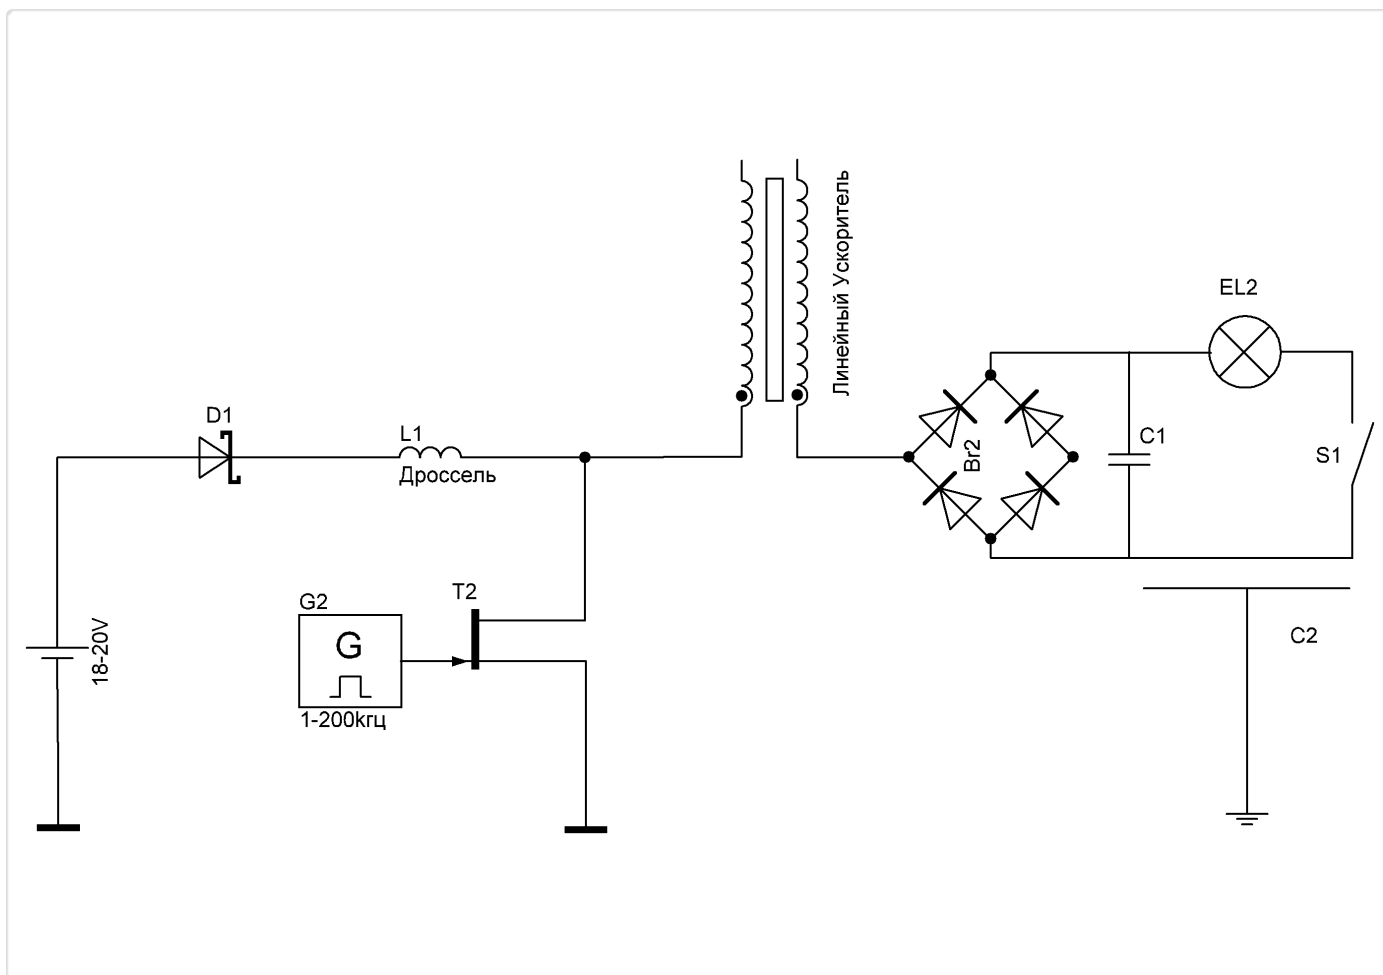 Линейный Ускоритель
EL2
D1
L1
Дроссель
Br2
C1
S1
18-20V
G2
G
1-200kгц
T2
C2